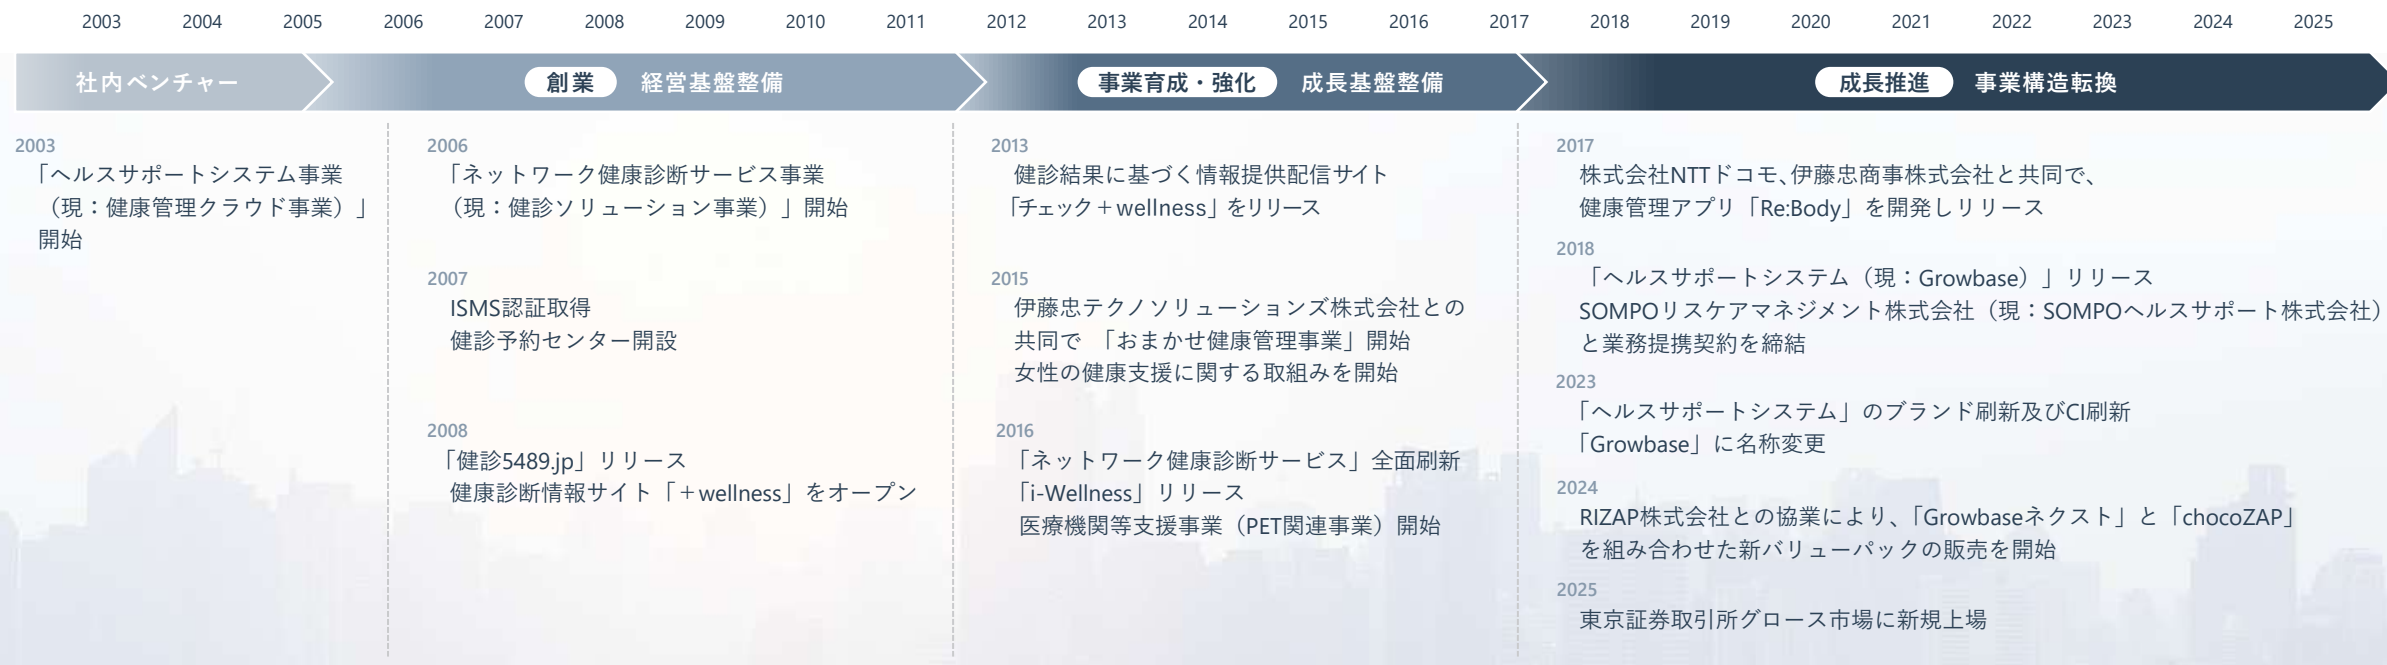 2003 2004 2005 2006 2007 2008 2009 2010 2011 2012 2013 2014 2015 2016 2017 2018 2019 2020 2021 2022 2023 2024 2025
社内ベンチャー
創業 経営基盤整備
事業育成・強化 成長基盤整備
成長推進 事業構造転換
2003
「ヘルスサポートシステム事業
（現：健康管理クラウド事業）」
開始
2006
「ネットワーク健康診断サービス事業
（現：健診ソリューション事業）」開始
2007
ISMS認証取得
健診予約センター開設
2008
「健診5489.jp」リリース
健康診断情報サイト「＋wellness」をオープン
2013
健診結果に基づく情報提供配信サイト
「チェック＋wellness」をリリース
2015
伊藤忠テクノソリューションズ株式会社との
共同で 「おまかせ健康管理事業」開始
女性の健康支援に関する取組みを開始
2016
「ネットワーク健康診断サービス」全面刷新
「i-Wellness」リリース
医療機関等支援事業（PET関連事業）開始
2017
株式会社NTTドコモ、伊藤忠商事株式会社と共同で、
健康管理アプリ「Re:Body」を開発しリリース
2018
「ヘルスサポートシステム（現：Growbase）」リリース
SOMPOリスケアマネジメント株式会社（現：SOMPOヘルスサポート株式会社）
と業務提携契約を締結
2023
「ヘルスサポートシステム」のブランド刷新及びCI刷新
「Growbase」に名称変更
2024
RIZAP株式会社との協業により、「Growbaseネクスト」と「chocoZAP」
を組み合わせた新バリューパックの販売を開始
2025
東京証券取引所グロース市場に新規上場